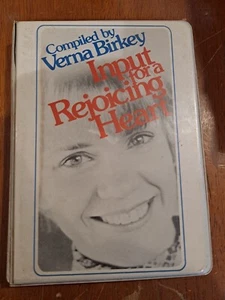 Compiled by
Verna Birkey
Input
for a
Rejoicing
Heart